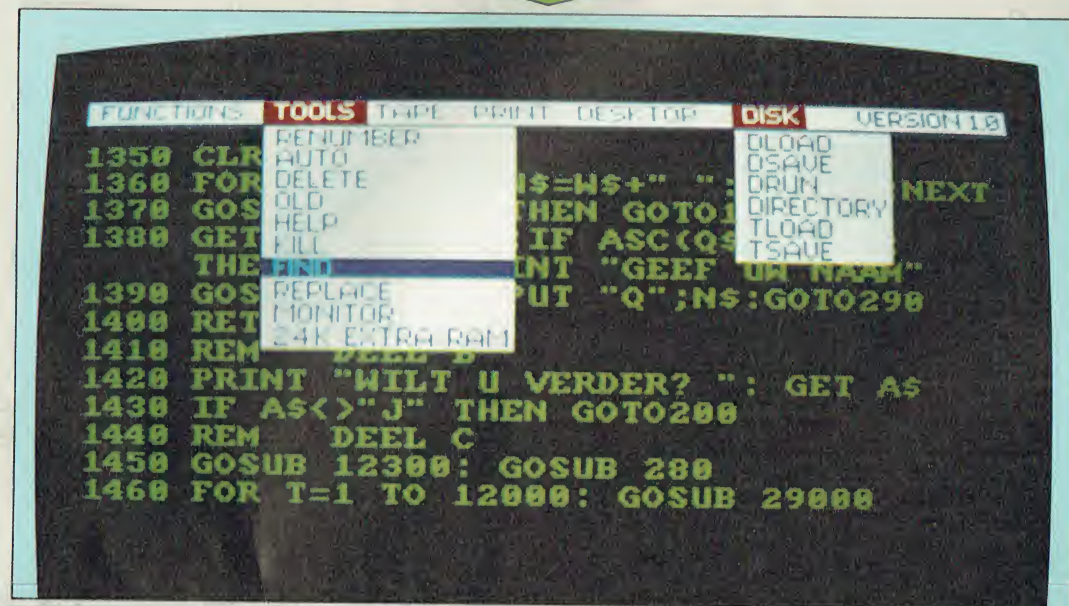 FUNCTIONS TOOLS TAPE PRINT DESKTOP DISK VERSION 1.0
RENUMBER
AUTO
DELETE
OLD
HELP
KILL
FIND
REPLACE
MONITOR
24K EXTRA RAM
DLOAD
DSAVE
DRUN
DIRECTORY
TLOAD
TSAVE
1350 CLR
1360 FOR $=W$+" ": NEXT
1370 GOS THEN GOTO
1380 GET IF ASC(Q$
THE INT "GEEF UW NAAM"
1390 GOS PUT "Q";N$:GOTO290
1400 RET
1410 REM DEEL B
1420 PRINT "WILT U VERDER? ": GET A$
1430 IF A$<>"J" THEN GOTO200
1440 REM DEEL C
1450 GOSUB 12300: GOSUB 280
1460 FOR T=1 TO 12000: GOSUB 29000